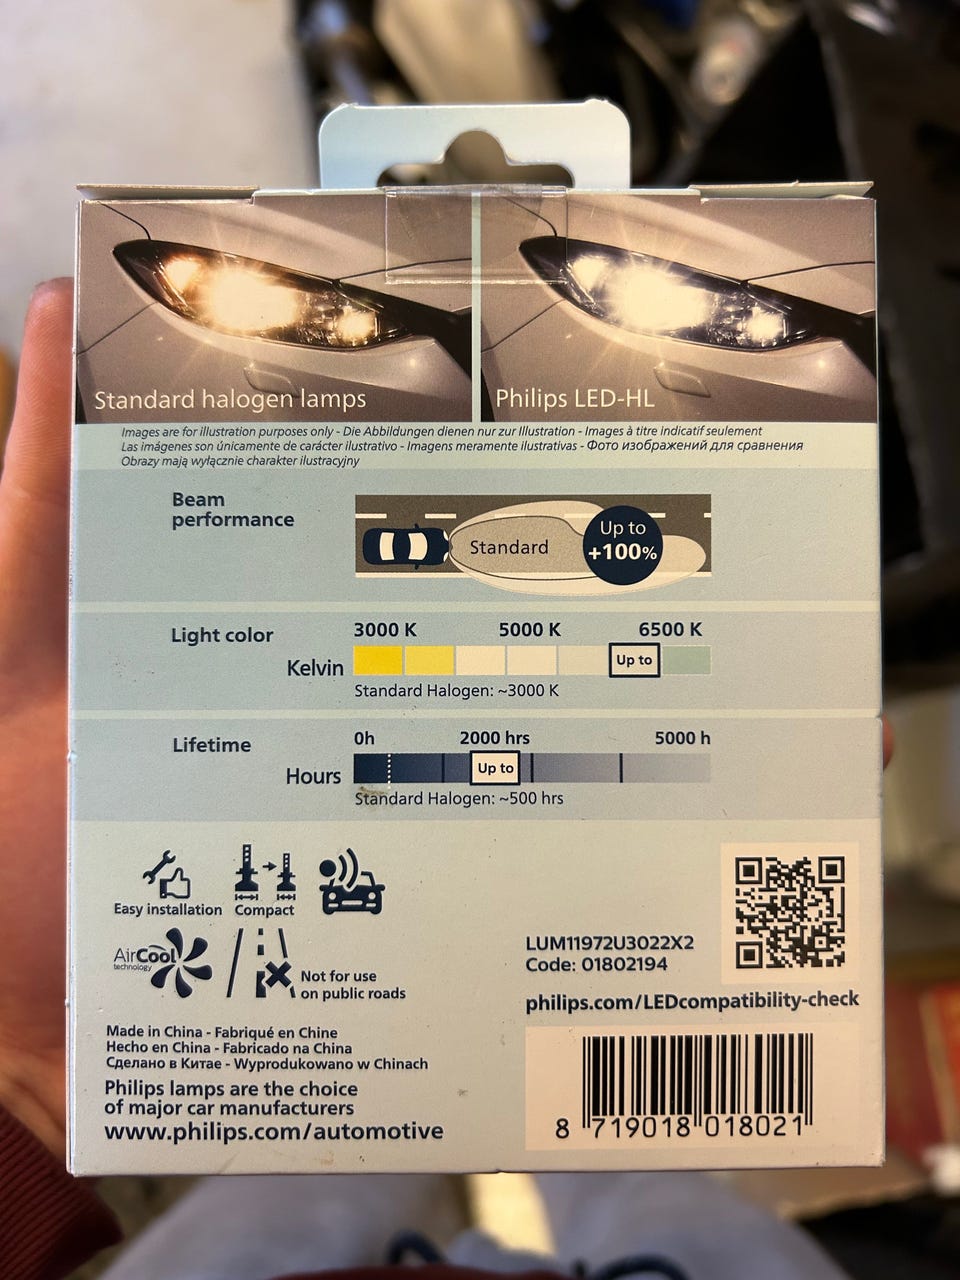 Standard halogen lamps
Philips LED-HL
Images are for illustration purposes only - Die Abbildungen dienen nur zur Illustration - Images à titre indicatif seulement
Las imágenes son únicamente de carácter ilustrativo - Imagens meramente ilustrativas - Фото изображений для сравнения
Obrazy mają wyłącznie charakter ilustracyjny
Beam
performance
Standard
Up to
+100%
Light color
3000 K 5000 K 6500 K
Kelvin
Up to
Standard Halogen: ~3000 K
Lifetime
0h 2000 hrs 5000 h
Hours
Up to
Standard Halogen: ~500 hrs
Easy installation
Compact
AirCool
technology
Not for use
on public roads
LUM11972U3022X2
Code: 01802194
philips.com/LEDcompatibility-check
Made in China - Fabriqué en Chine
Hecho en China - Fabricado na China
Сделано в Китае - Wyprodukowano w Chinach
Philips lamps are the choice
of major car manufacturers
www.philips.com/automotive
8 719018 018021